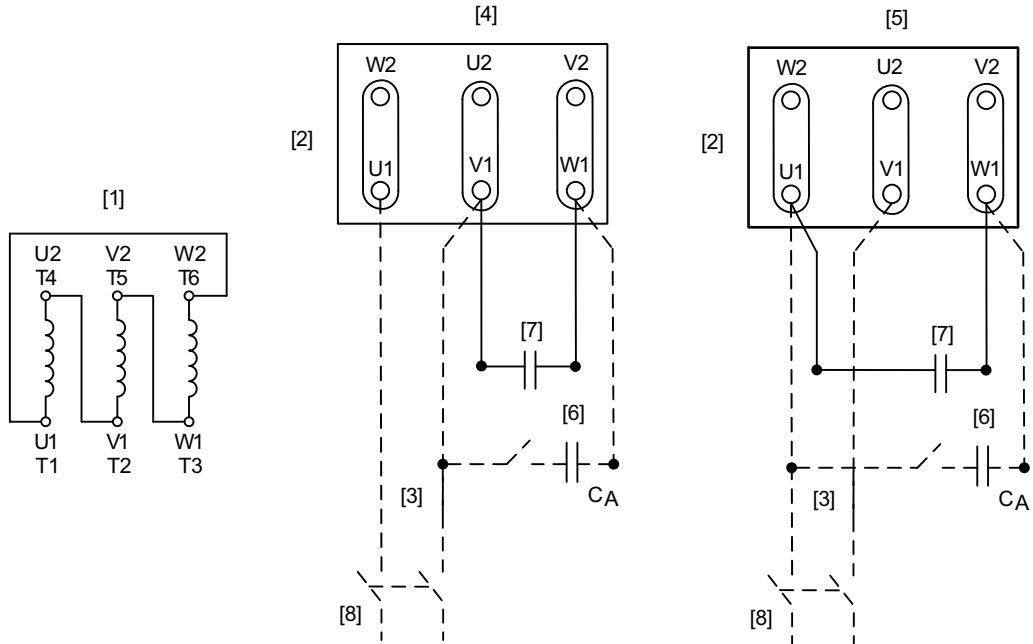 [1]
U2 V2 W2
T4 T5 T6
U1 V1 W1
T1 T2 T3
[4]
[2]
W2 U2 V2
U1 V1 W1
[7]
[6]
[3]
CA
[8]
[5]
[2]
W2 U2 V2
U1 V1 W1
[7]
[6]
[3]
CA
[8]